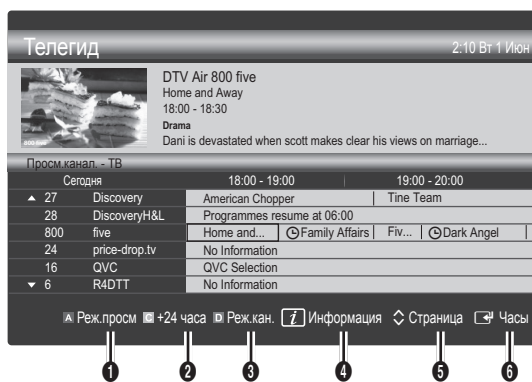 Телегид 2:10 Вт 1 Июн
DTV Air 800 five
Home and Away
18:00 - 18:30
Drama
Dani is devastated when scott makes clear his views on marriage...
800 five
Просм.канал. - ТВ
Сегодня 18:00 - 19:00 19:00 - 20:00
▲ 27 Discovery American Chopper Tine Team
28 DiscoveryH&L Programmes resume at 06:00
800 five Home and... Family Affairs Fiv... Dark Angel
24 price-drop.tv No Information
16 QVC QVC Selection
▼ 6 R4DTT No Information
A Реж.просм C +24 часа D Реж.кан. i Информация Страница Часы
1 2 3 4 5 6